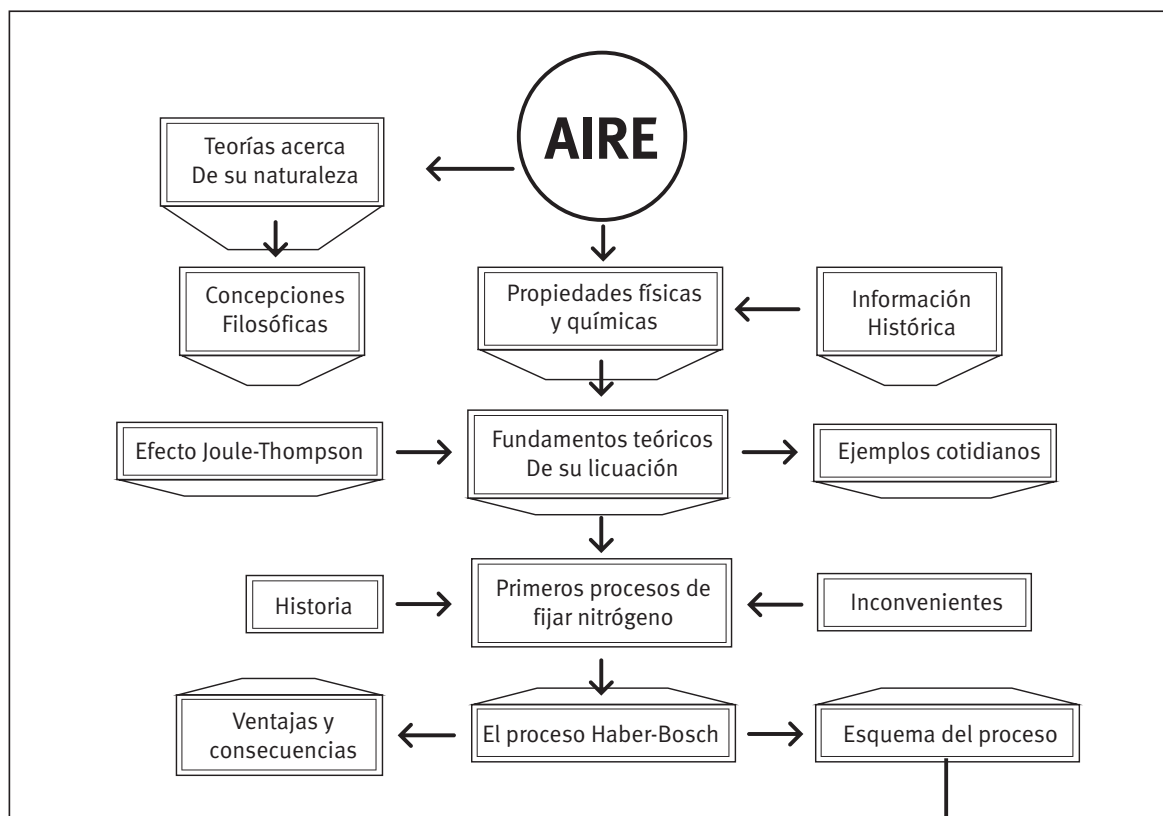 AIRE
Teorías acerca
De su naturaleza
Concepciones
Filosóficas
Propiedades físicas
y químicas
Información
Histórica
Efecto Joule-Thompson
Fundamentos teóricos
De su licuación
Ejemplos cotidianos
Historia
Primeros procesos de
fijar nitrógeno
Inconvenientes
Ventajas y
consecuencias
El proceso Haber-Bosch
Esquema del proceso